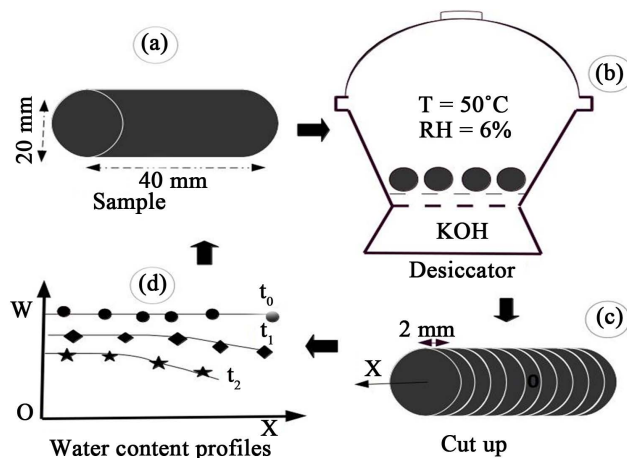 (a)
20 mm
40 mm
Sample
(b)
T = 50°C
RH = 6%
KOH
Desiccator
(c)
2 mm
X
0
Cut up
(d)
W
t0
t1
t2
O
X
Water content profiles